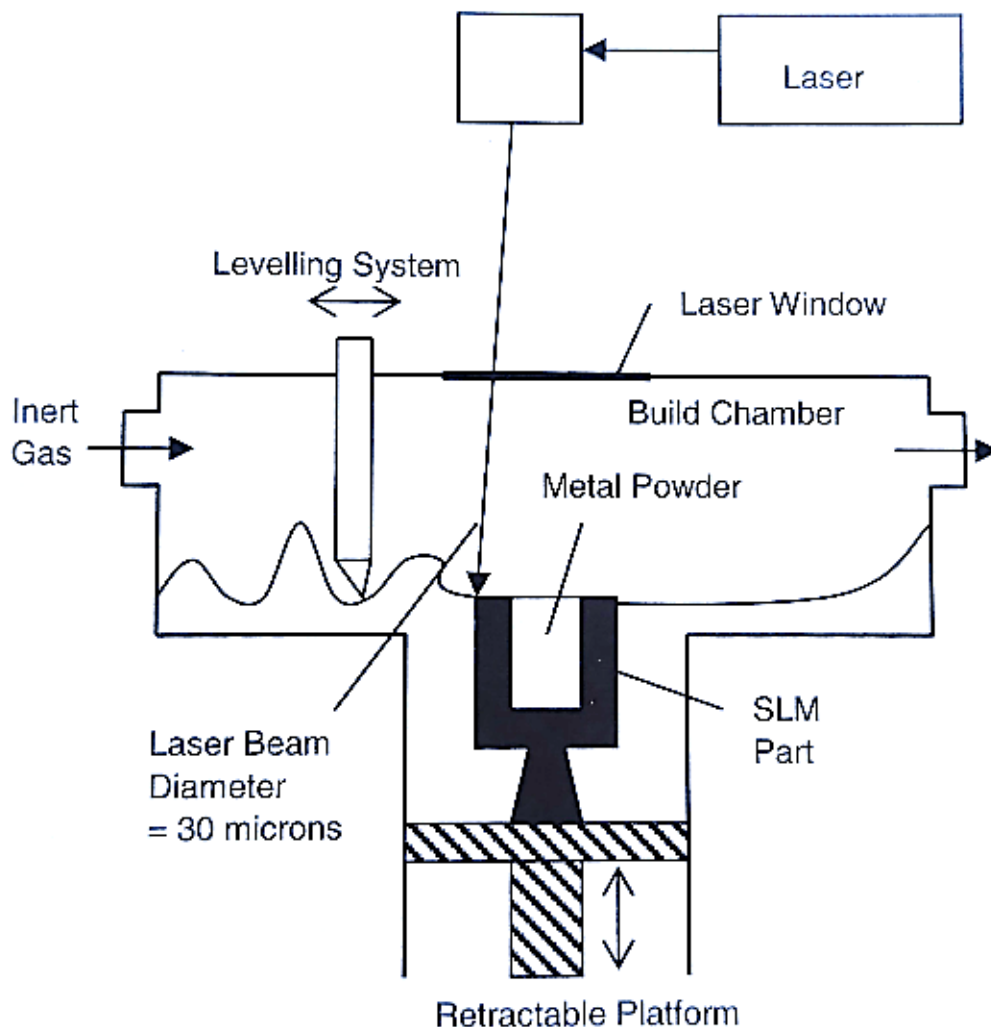 Laser
Levelling System
Laser Window
Inert
Gas
Build Chamber
Metal Powder
SLM
Part
Laser Beam
Diameter
= 30 microns
Retractable Platform